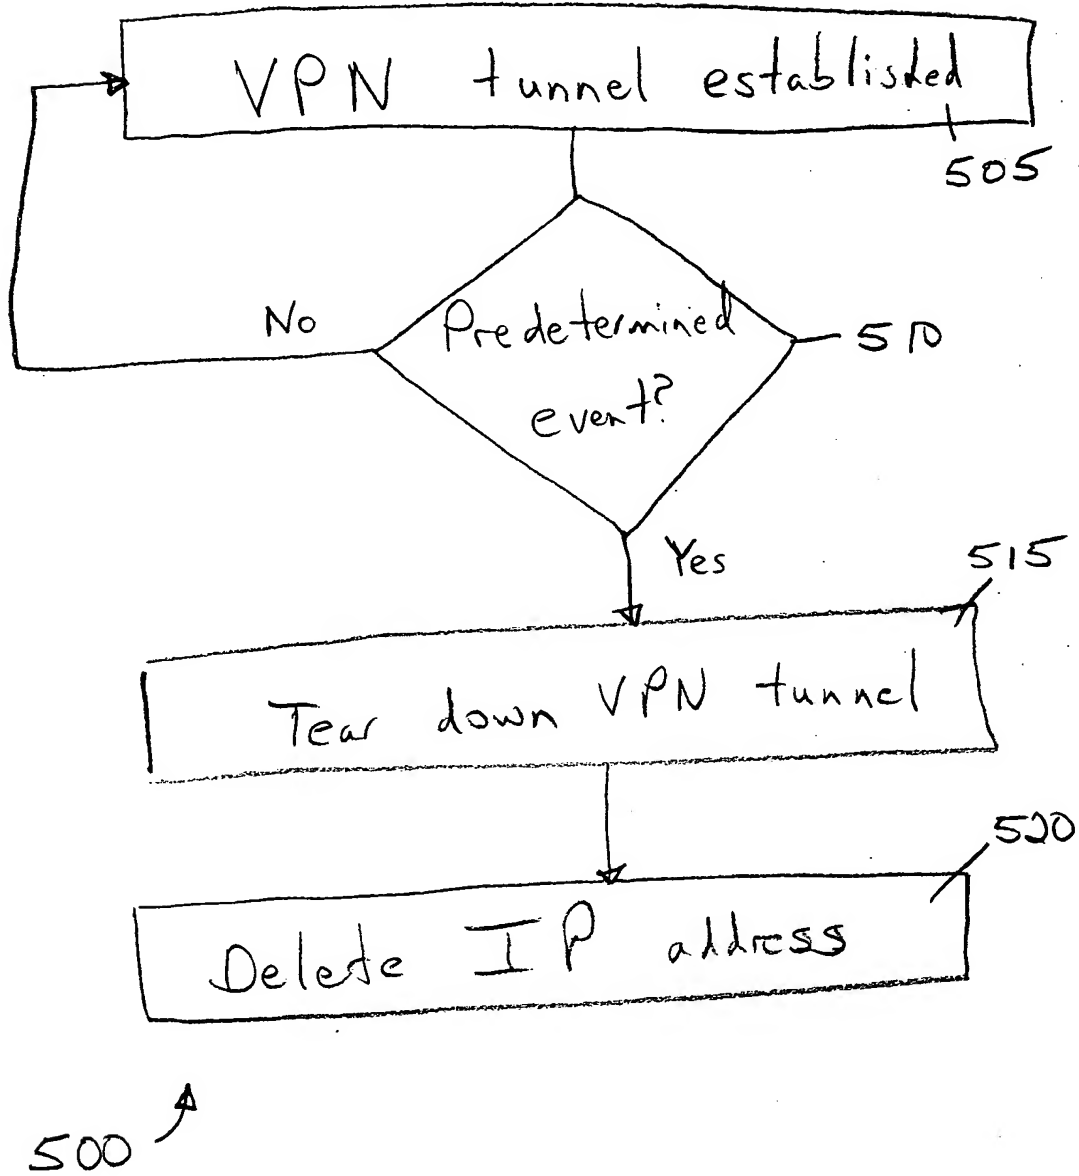 VPN tunnel established
505
No
Predetermined
event?
510
Yes
515
Tear down VPN tunnel
520
Delete IP address
500